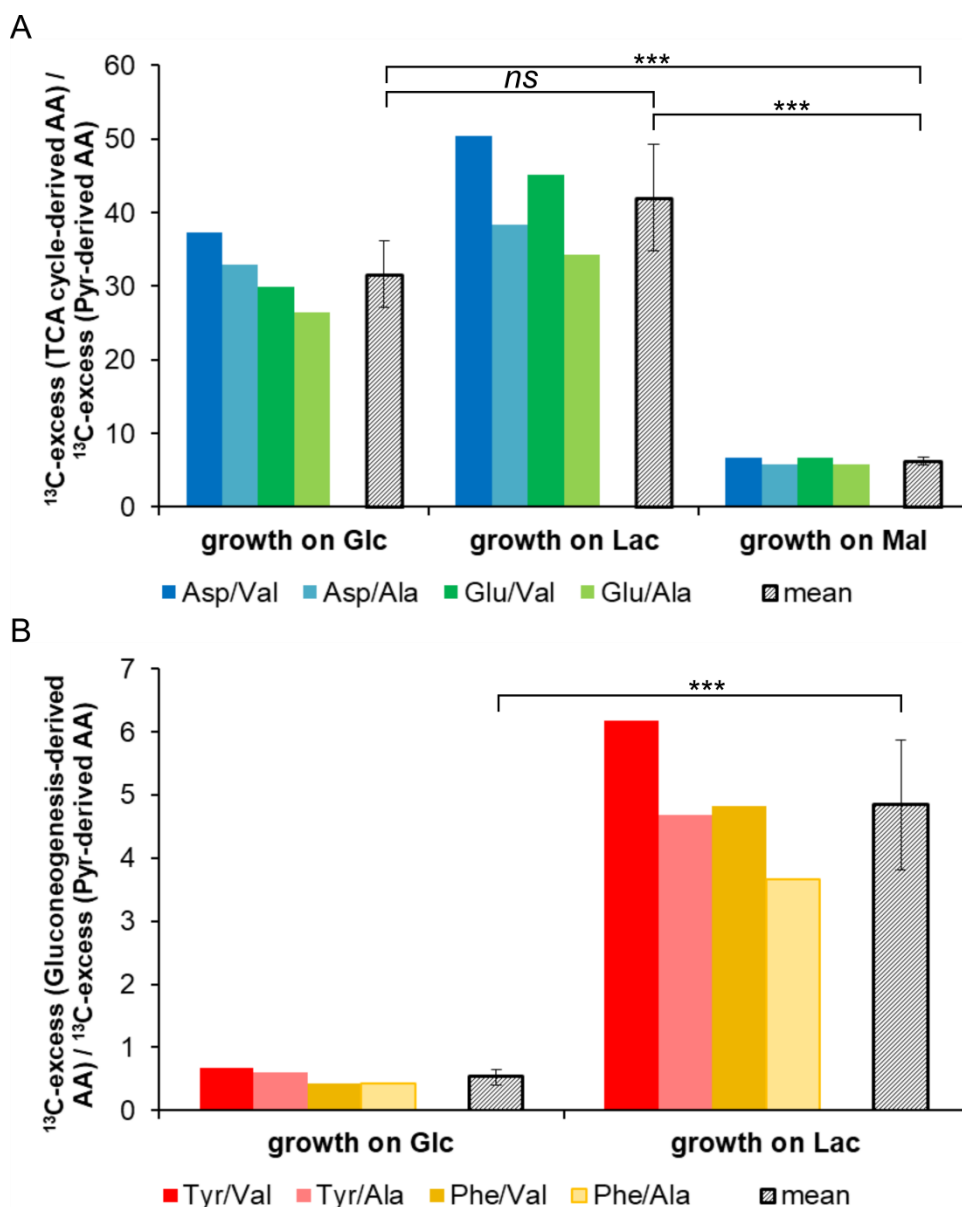 A
¹³C-excess (TCA cycle-derived AA) /
¹³C-excess (Pyr-derived AA)
60
50
40
30
20
10
0
***
ns
***
growth on Glc
growth on Lac
growth on Mal
Asp/Val
Asp/Ala
Glu/Val
Glu/Ala
mean
B
¹³C-excess (Gluconeogenesis-derived
AA) / ¹³C-excess (Pyr-derived AA)
7
6
5
4
3
2
1
0
***
growth on Glc
growth on Lac
Tyr/Val
Tyr/Ala
Phe/Val
Phe/Ala
mean